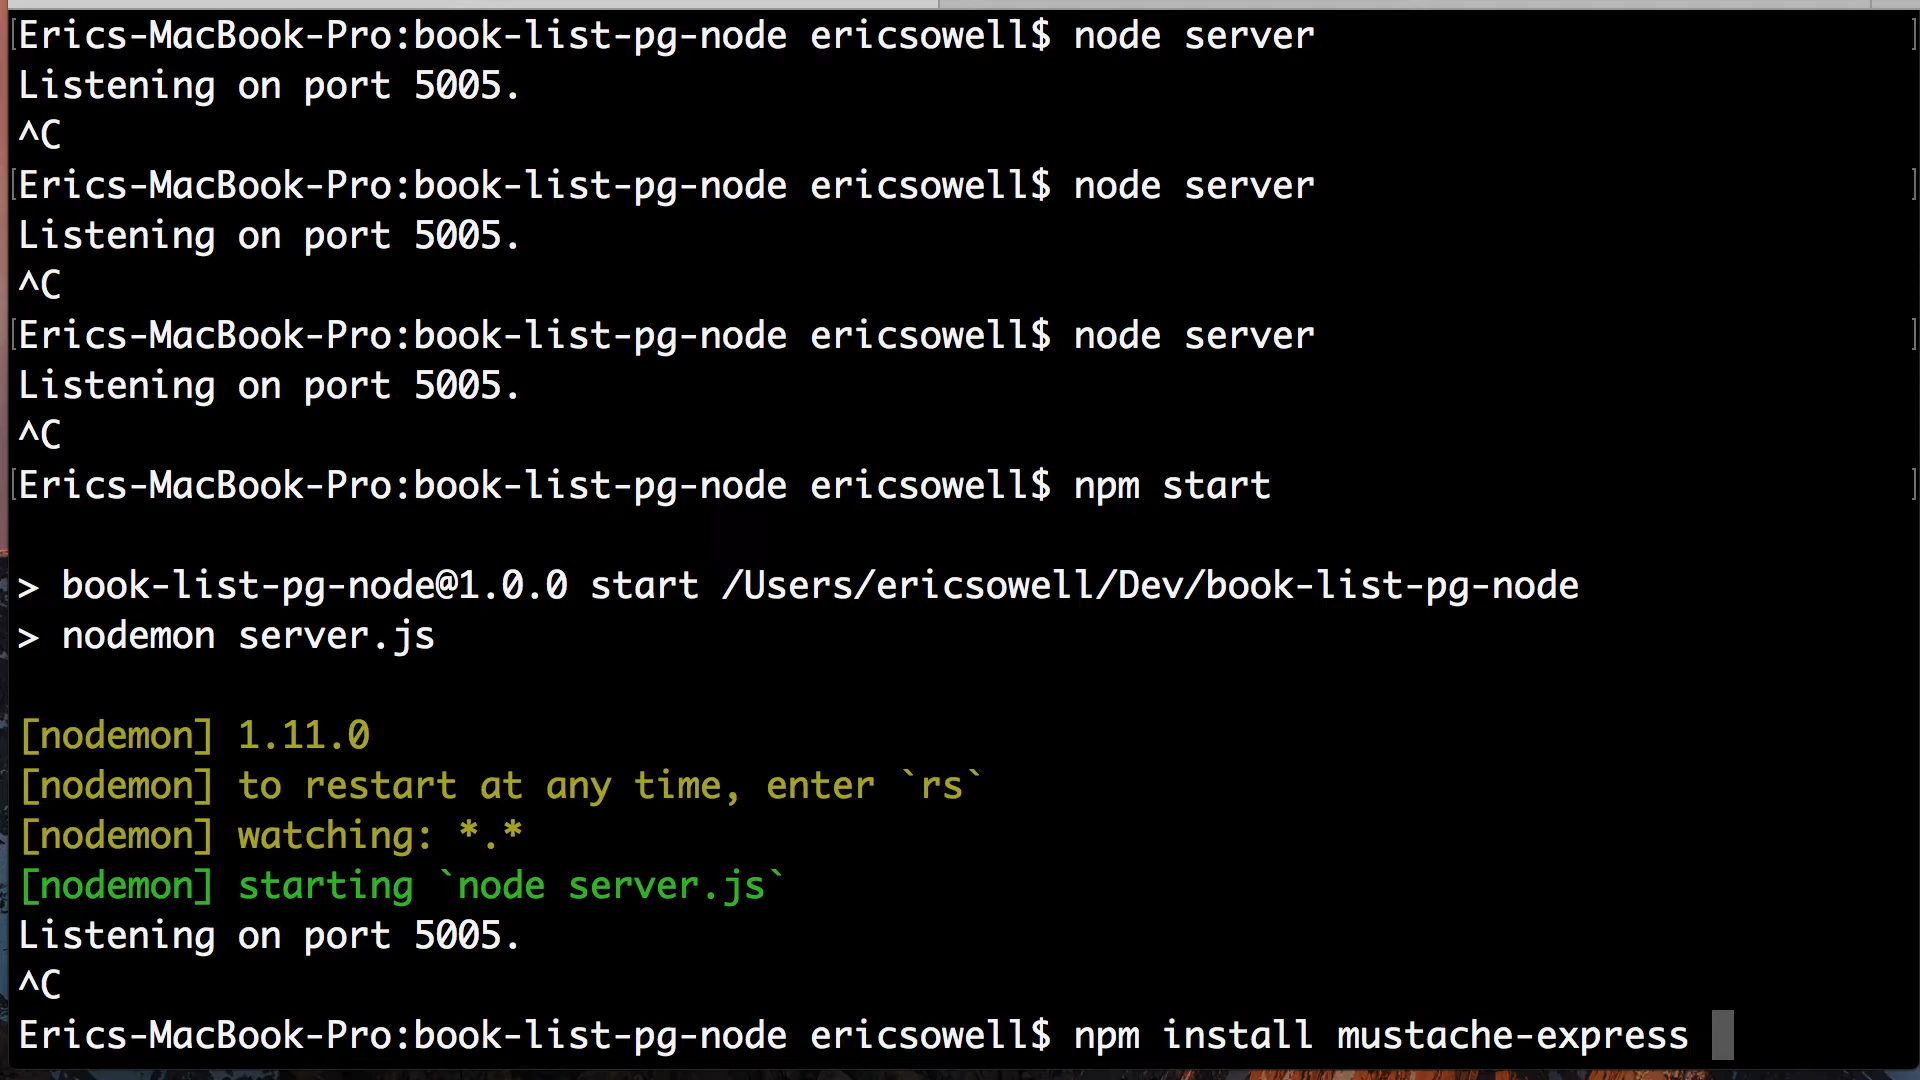 Erics-MacBook-Pro:book-list-pg-node ericsowell$ node server
Listening on port 5005.
^C
Erics-MacBook-Pro:book-list-pg-node ericsowell$ node server
Listening on port 5005.
^C
Erics-MacBook-Pro:book-list-pg-node ericsowell$ node server
Listening on port 5005.
^C
Erics-MacBook-Pro:book-list-pg-node ericsowell$ npm start
> book-list-pg-node@1.0.0 start /Users/ericsowell/Dev/book-list-pg-node
> nodemon server.js
[nodemon] 1.11.0
[nodemon] to restart at any time, enter `rs`
[nodemon] watching: *.*
[nodemon] starting `node server.js`
Listening on port 5005.
^C
Erics-MacBook-Pro:book-list-pg-node ericsowell$ npm install mustache-express